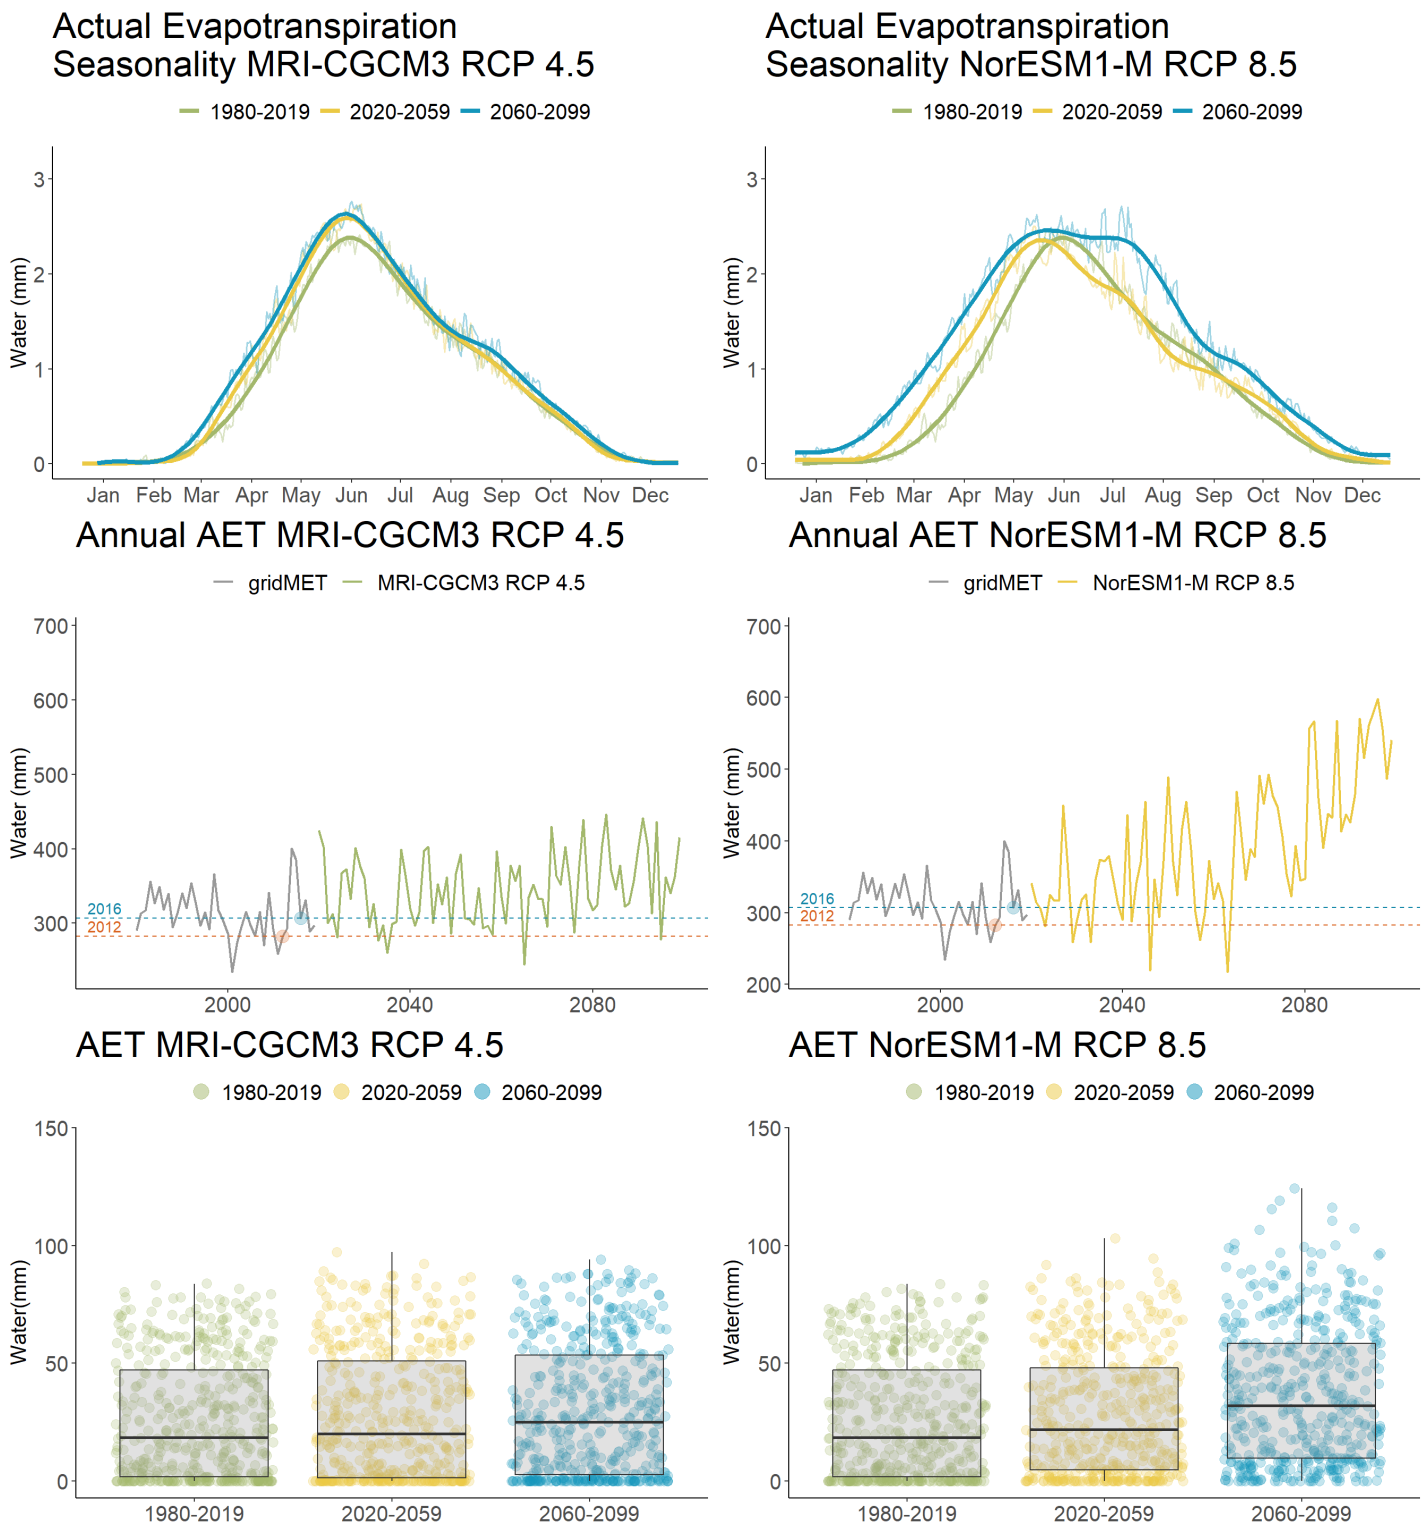 Actual Evapotranspiration
Seasonality MRI-CGCM3 RCP 4.5
1980-2019 2020-2059 2060-2099
Water (mm)
3
2
1
0
Jan Feb Mar Apr May Jun Jul Aug Sep Oct Nov Dec
Actual Evapotranspiration
Seasonality NorESM1-M RCP 8.5
1980-2019 2020-2059 2060-2099
Water (mm)
3
2
1
0
Jan Feb Mar Apr May Jun Jul Aug Sep Oct Nov Dec
Annual AET MRI-CGCM3 RCP 4.5
gridMET MRI-CGCM3 RCP 4.5
Water (mm)
700
600
500
400
300
2016
2012
2000 2040 2080
Annual AET NorESM1-M RCP 8.5
gridMET NorESM1-M RCP 8.5
Water (mm)
700
600
500
400
300
200
2016
2012
2000 2040 2080
AET MRI-CGCM3 RCP 4.5
1980-2019 2020-2059 2060-2099
Water(mm)
150
100
50
0
1980-2019 2020-2059 2060-2099
AET NorESM1-M RCP 8.5
1980-2019 2020-2059 2060-2099
Water(mm)
150
100
50
0
1980-2019 2020-2059 2060-2099